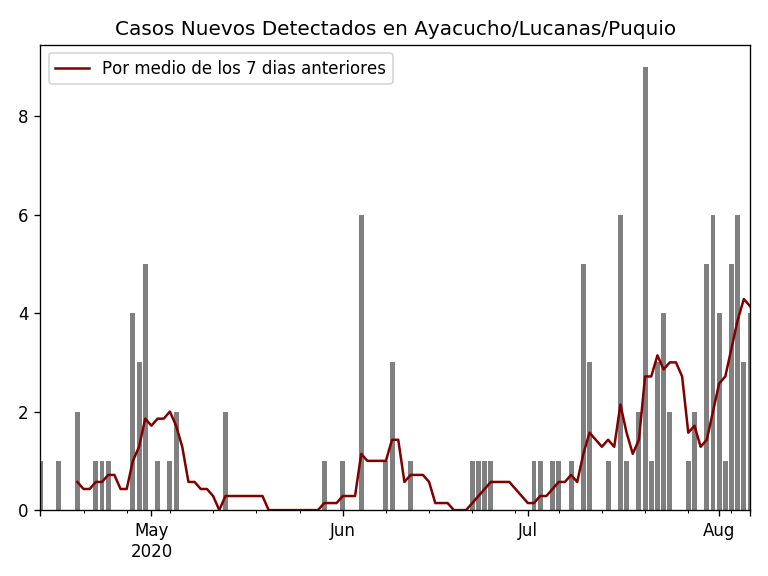 Casos Nuevos Detectados en Ayacucho/Lucanas/Puquio
Por medio de los 7 dias anteriores
8
6
4
2
0
May
2020
Jun
Jul
Aug